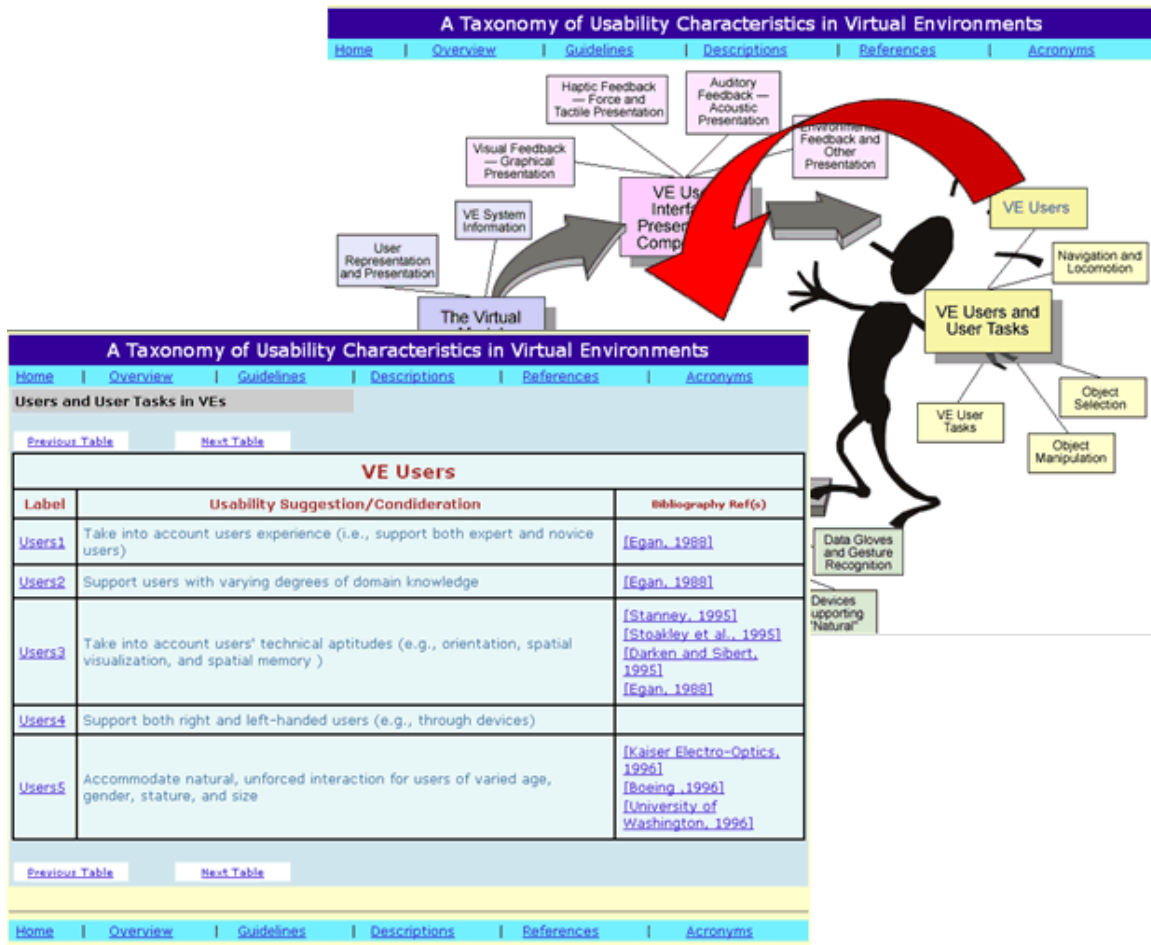 A Taxonomy of Usability Characteristics in Virtual Environments
Home | Overview | Guidelines | Descriptions | References | Acronyms
Haptic Feedback
— Force and
Tactile Presentation
Auditory
Feedback —
Acoustic
Presentation
Environmental
Feedback and
Other
Presentation
Visual Feedback
— Graphical
Presentation
VE System
Information
User
Representation
and Presentation
The Virtual
VE Users
Navigation and
Locomotion
VE Users and
User Tasks
Object
Selection
VE User
Tasks
Object
Manipulation
Data Gloves
and Gesture
Recognition
Devices
"Natural"
A Taxonomy of Usability Characteristics in Virtual Environments
Home | Overview | Guidelines | Descriptions | References | Acronyms
Users and User Tasks in VEs
Previous Table Next Table
VE Users
Label Usability Suggestion/Condideration Bibliography Ref(s)
Users1 Take into account users experience (i.e., support both expert and novice
users)
[Egan, 1988]
Users2 Support users with varying degrees of domain knowledge [Egan, 1988]
Users3 Take into account users' technical aptitudes (e.g., orientation, spatial
visualization, and spatial memory )
[Stanney, 1995]
[Stoakley et al., 1995]
[Darken and Sibert,
1995]
[Egan, 1988]
Users4 Support both right and left-handed users (e.g., through devices)
Users5 Accommodate natural, unforced interaction for users of varied age,
gender, stature, and size
[Kaiser Electro-Optics,
1996]
[Boeing ,1996]
[University of
Washington, 1996]
Previous Table Next Table
Home | Overview | Guidelines | Descriptions | References | Acronyms